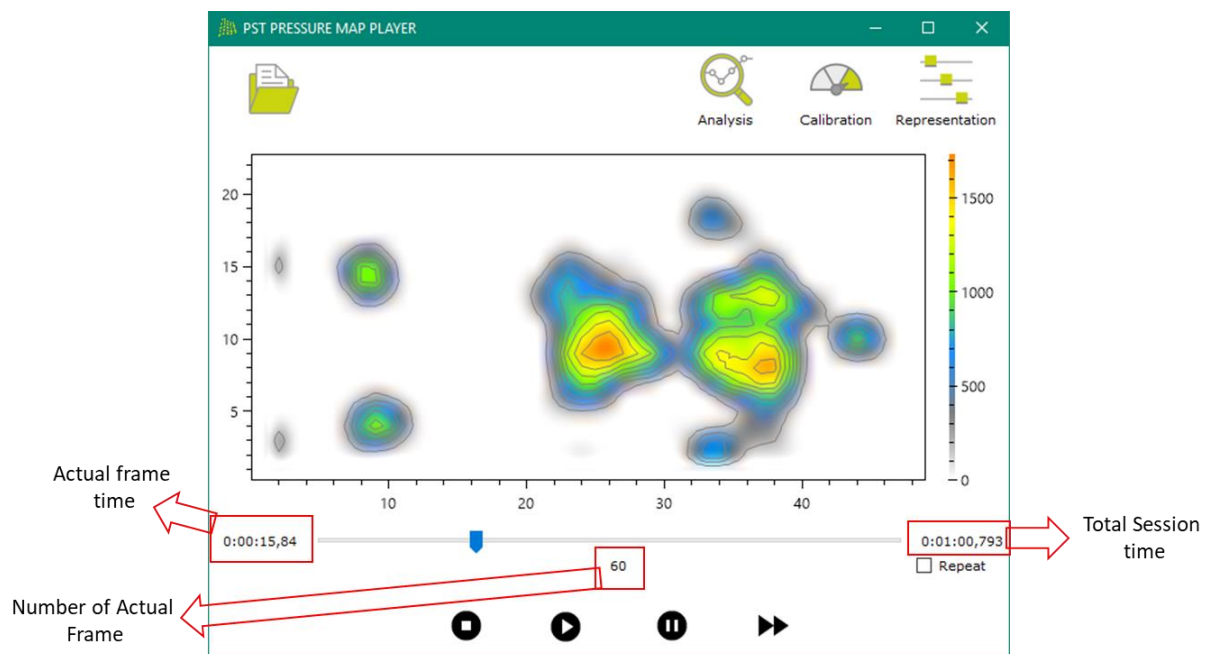 PST PRESSURE MAP PLAYER
Analysis
Calibration
Representation
20
15
10
5
10
20
30
40
1500
1000
500
0
Actual frame
time
0:00:15,84
0:01:00,793
Total Session
time
60
Repeat
Number of Actual
Frame